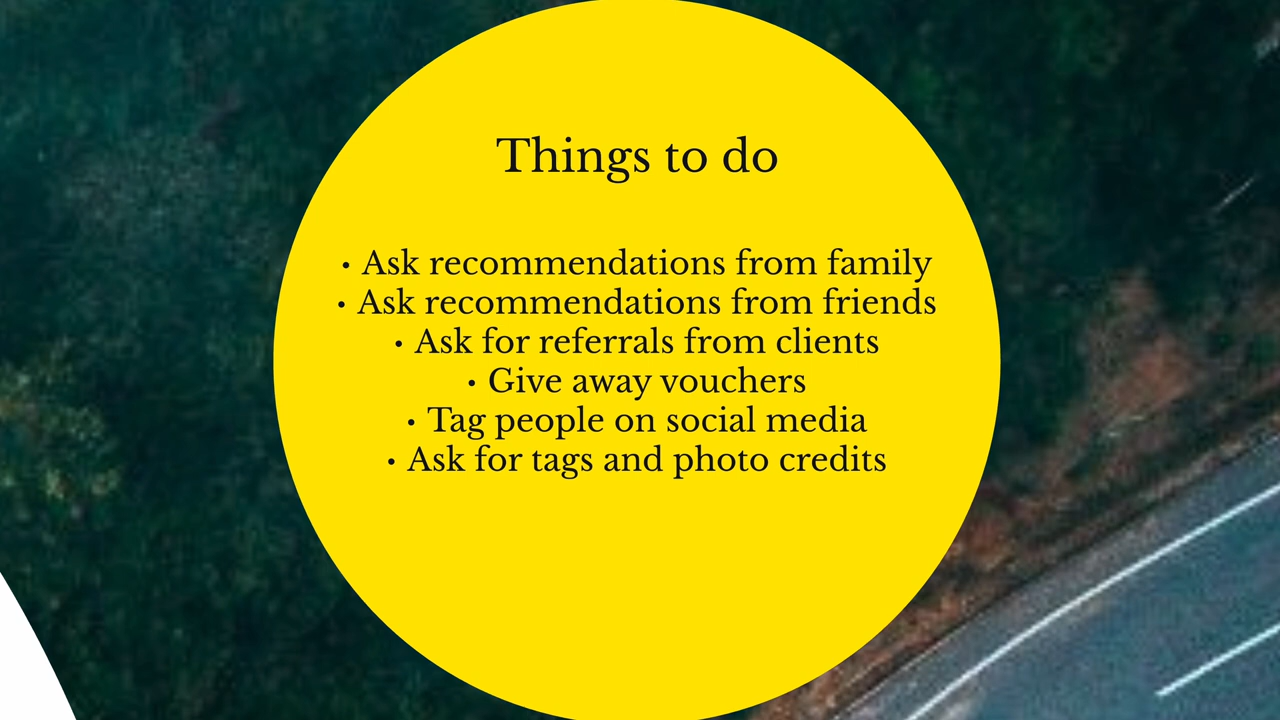 Things to do
• Ask recommendations from family
• Ask recommendations from friends
• Ask for referrals from clients
• Give away vouchers
• Tag people on social media
• Ask for tags and photo credits